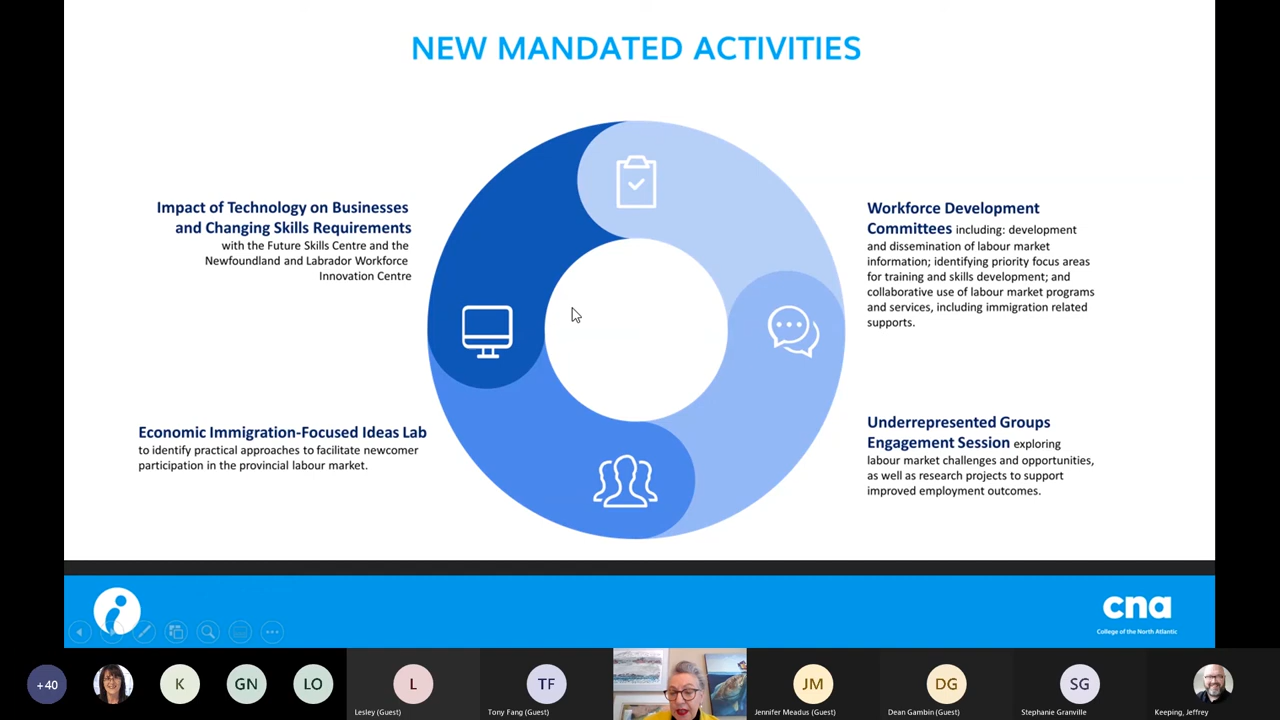 NEW MANDATED ACTIVITIES
Impact of Technology on Businesses
and Changing Skills Requirements
with the Future Skills Centre and the
Newfoundland and Labrador Workforce
Innovation Centre
Workforce Development
Committees including: development
and dissemination of labour market
information; identifying priority focus areas
for training and skills development; and
collaborative use of labour market programs
and services, including immigration related
supports.
Economic Immigration-Focused Ideas Lab
to identify practical approaches to facilitate newcomer
participation in the provincial labour market.
Underrepresented Groups
Engagement Session exploring
labour market challenges and opportunities,
as well as research projects to support
improved employment outcomes.
cna
College of the North Atlantic
+40
K
GN
LO
L
Lesley (Guest)
TF
Tony Fang (Guest)
JM
Jennifer Meadus (Guest)
DG
Dean Gambin (Guest)
SG
Stephanie Granville
Keeping, Jeffrey